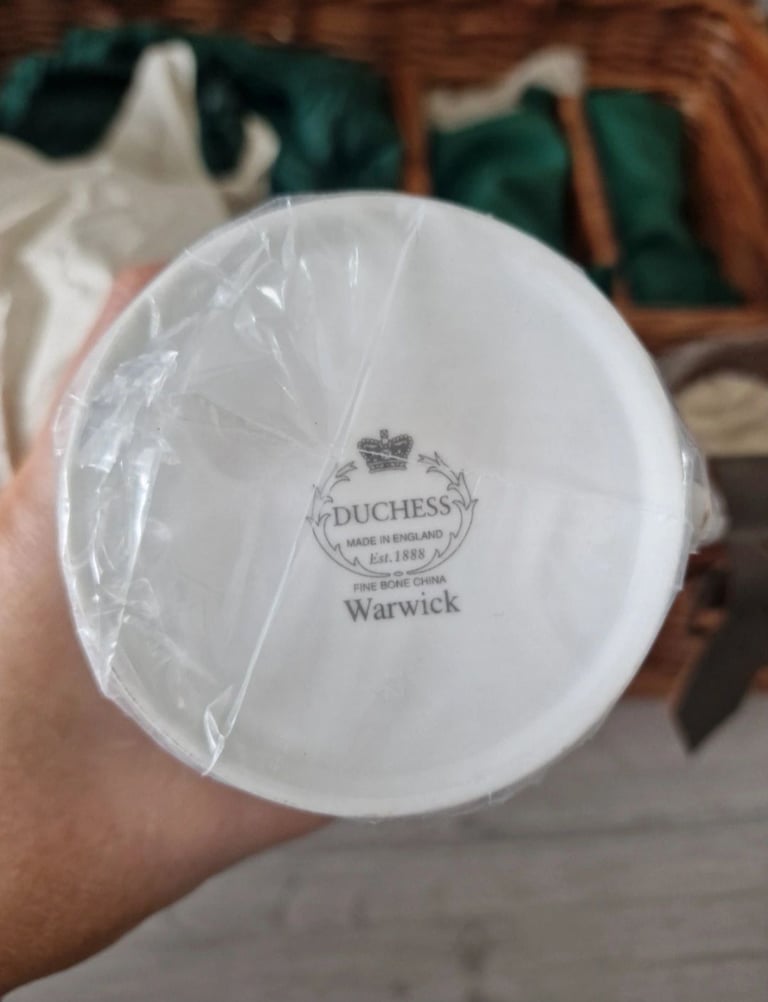 DUCHESS
MADE IN ENGLAND
Est.1888
FINE BONE CHINA
Warwick